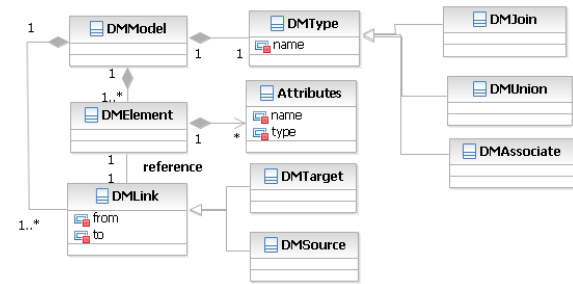 DMModel
DMType
name
DMJoin
DMUnion
DMAssociate
1
1
1
1
1..*
DMElement
Attributes
name
type
1
*
1
1
reference
DMLink
from
to
1..*
DMTarget
DMSource